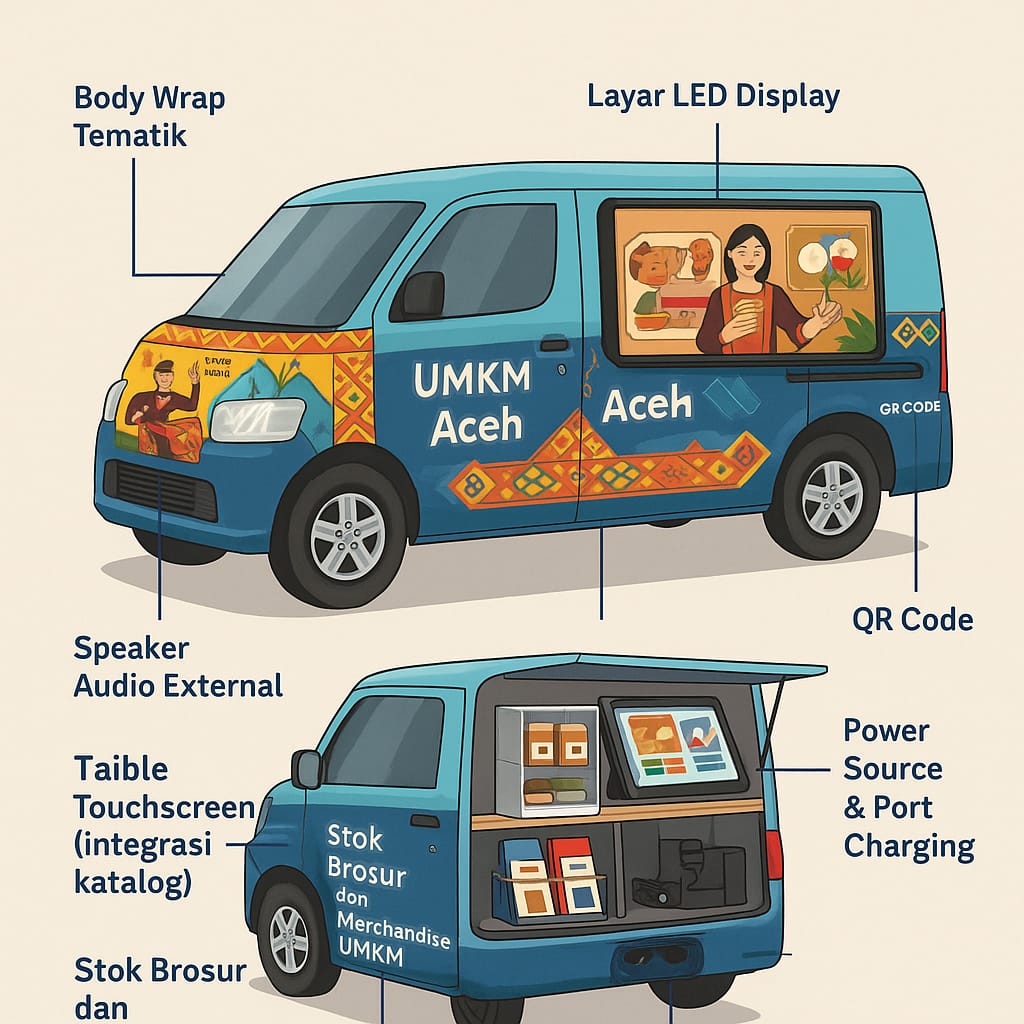 Body Wrap
Tematik
Layar LED Display
UMKM
Aceh
Aceh
GR CODE
QR Code
Speaker
Audio External
Taible
Touchscreen
(integrasi
katalog)
Power
Source
& Port
Charging
Stok
Brosur
don
Merchandise
UMKM
Stok Brosur
dan